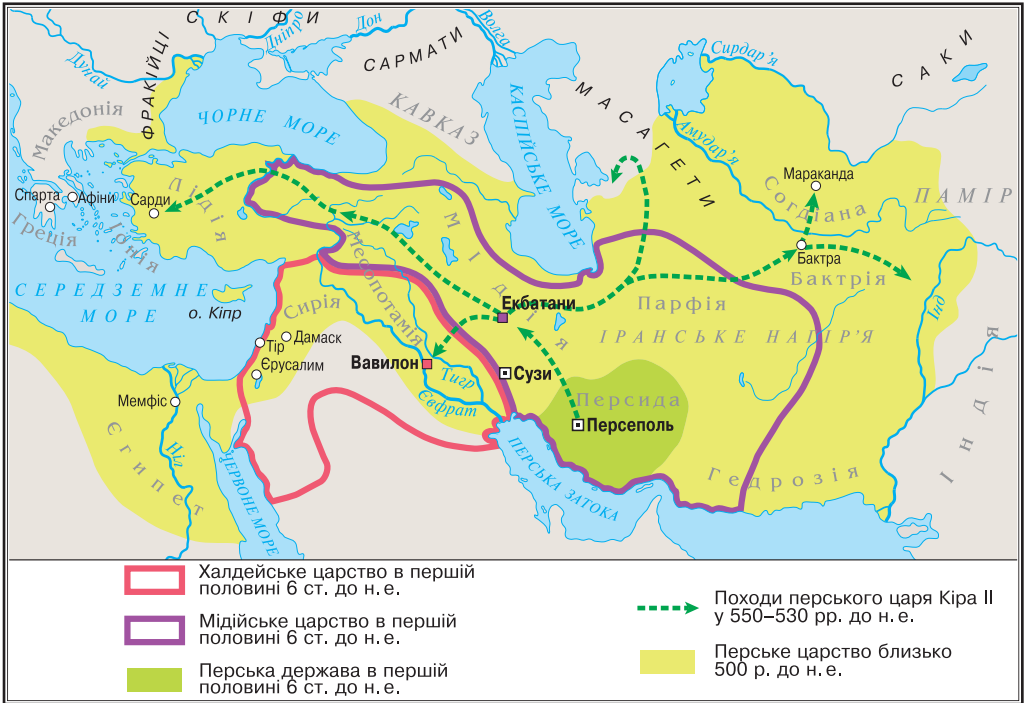 СКІФИ
Дніпро
Дон
Волга
САРМАТИ
Дунай
ФРАКІЙЦІ
Македонія
ЧОРНЕ МОРЕ
КАВКАЗ
КАСПІЙСЬКЕ МОРЕ
МАСАГЕТИ
Сирдар'я
Амудар'я
САКИ
Мараканда
Согдіана
ПАМІР
Бактра
Бактрія
Спарта
Афіни
Сарди
Лідія
Греція
Іонія
МІДІЯ
Месопотамія
СЕРЕДЗЕМНЕ
МОРЕ
о. Кіпр
Сирія
Екбатани
Парфія
ІРАНСЬКЕ НАГІР'Я
Інд
Індія
Тір
Дамаск
Єрусалим
Вавилон
Сузи
Тигр
Євфрат
Персида
Персеполь
Мемфіс
Єгипет
Ніл
ЧЕРВОНЕ МОРЕ
ПЕРСЬКА ЗАТОКА
Гедрозія
Халдейське царство в першій
половині 6 ст. до н. е.
Мідійське царство в першій
половині 6 ст. до н. е.
Перська держава в першій
половині 6 ст. до н. е.
Походи перського царя Кіра II
у 550–530 рр. до н. е.
Перське царство близько
500 р. до н. е.